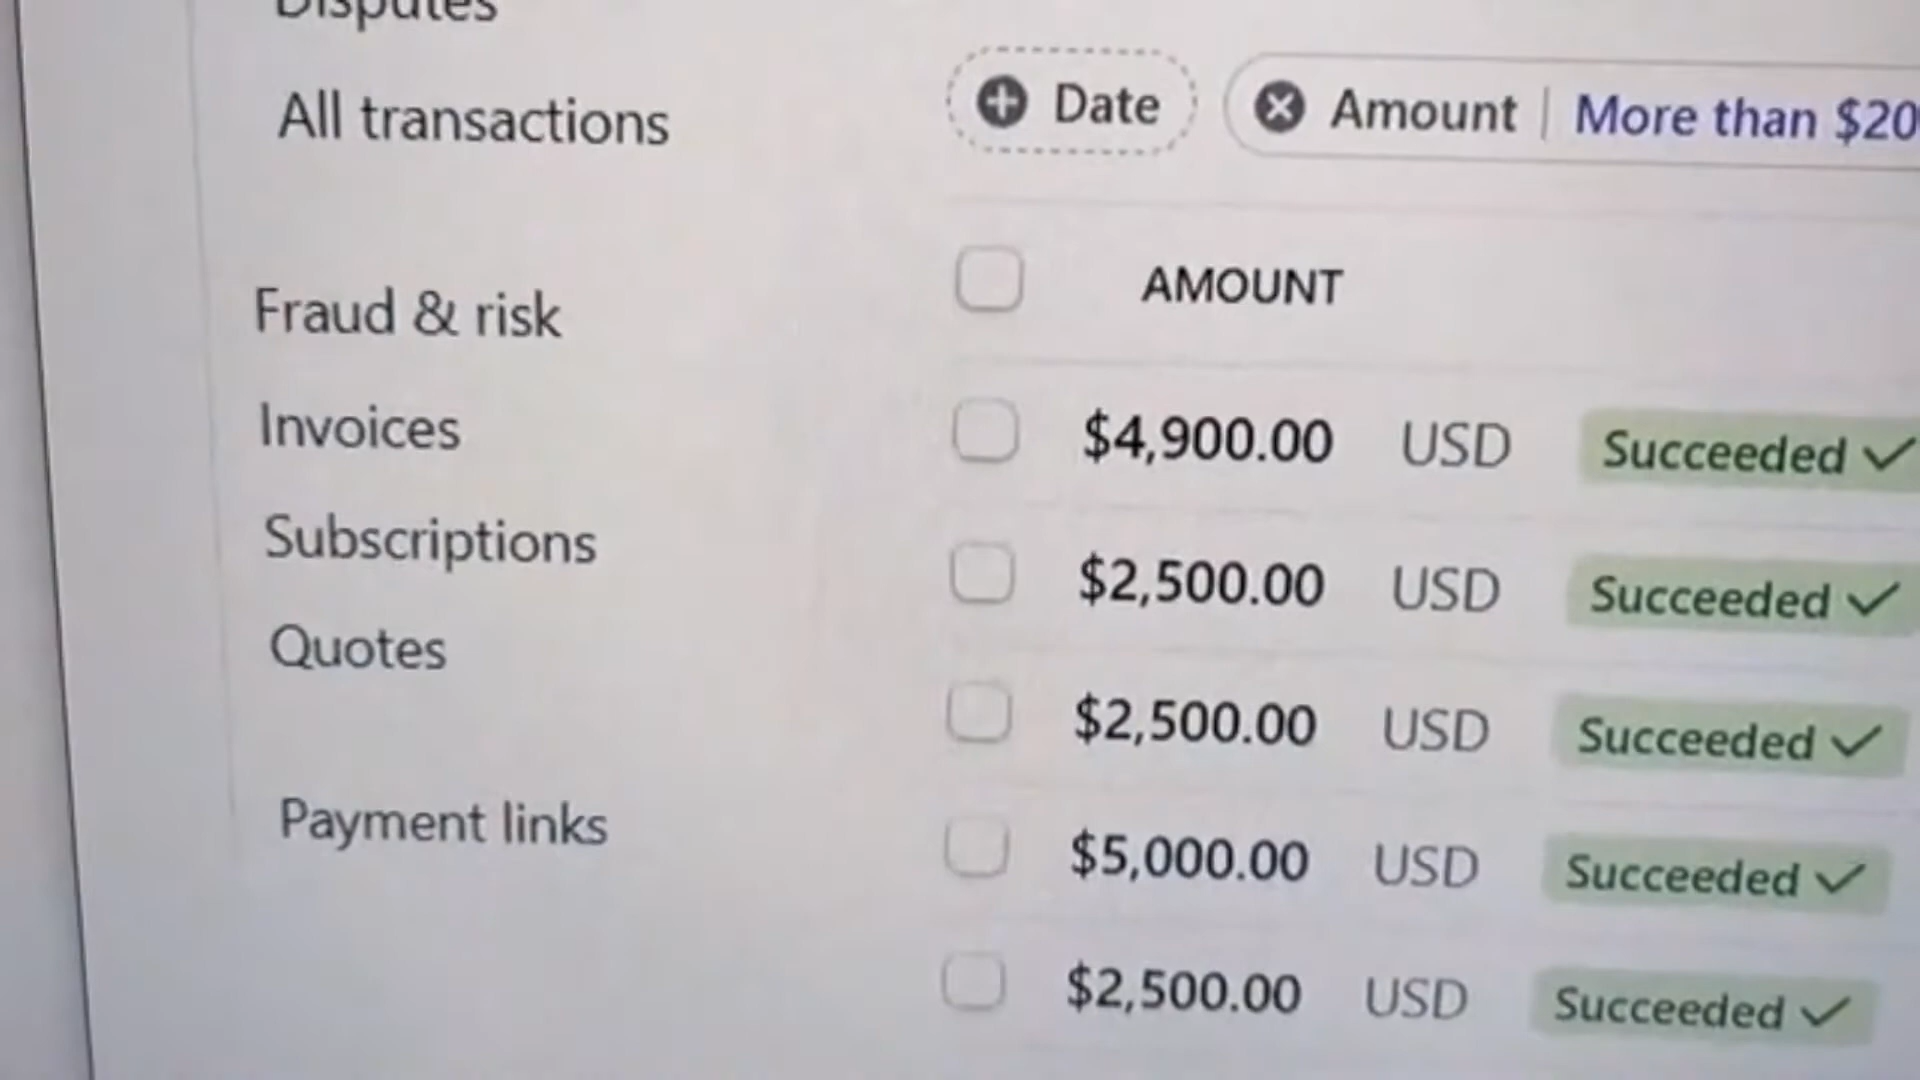 Disputes
All transactions
Fraud & risk
Invoices
Subscriptions
Quotes
Payment links
Date
Amount | More than $20
AMOUNT
$4,900.00 USD Succeeded ✓
$2,500.00 USD Succeeded ✓
$2,500.00 USD Succeeded ✓
$5,000.00 USD Succeeded ✓
$2,500.00 USD Succeeded ✓